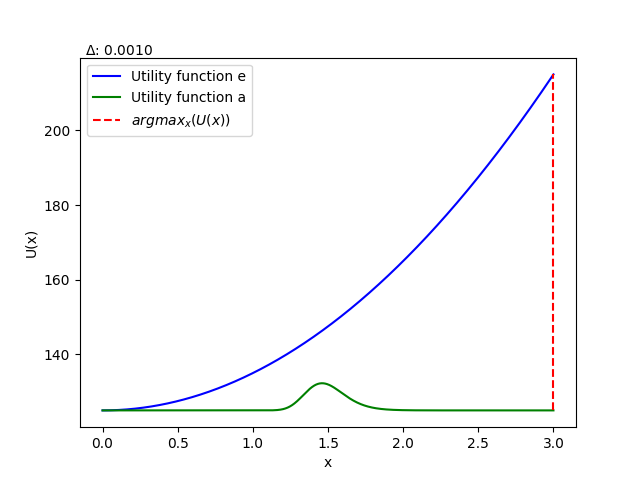 Δ: 0.0010
Utility function e
Utility function a
argmaxₓ(U(x))
U(x)
200
180
160
140
0.0 0.5 1.0 1.5 2.0 2.5 3.0
x